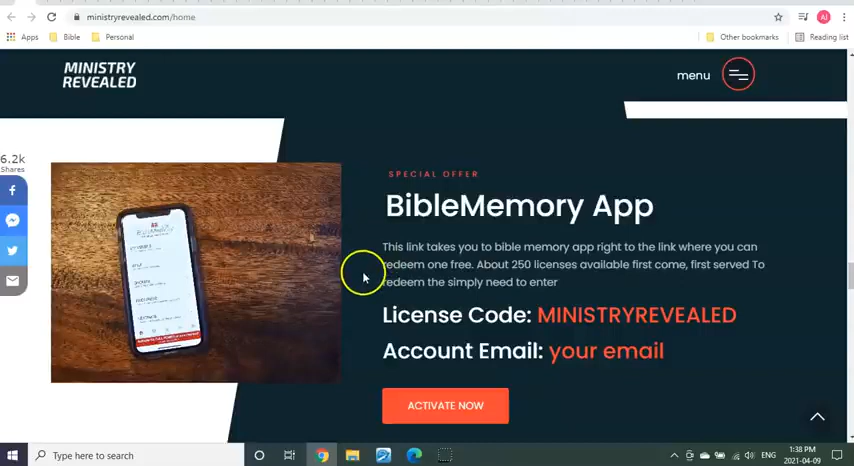 ministryrevealed.com/home
AI
Apps
Bible
Personal
Other bookmarks
Reading list
MINISTRY
REVEALED
menu
6.2k
Shares
SPECIAL OFFER
BibleMemory App
This link takes you to bible memory app right to the link where you can
redeem one free. About 250 licenses available first come, first served To
redeem the simply need to enter
License Code: MINISTRYREVEALED
Account Email: your email
ACTIVATE NOW
Type here to search
ENG
1:38 PM
2021-04-09